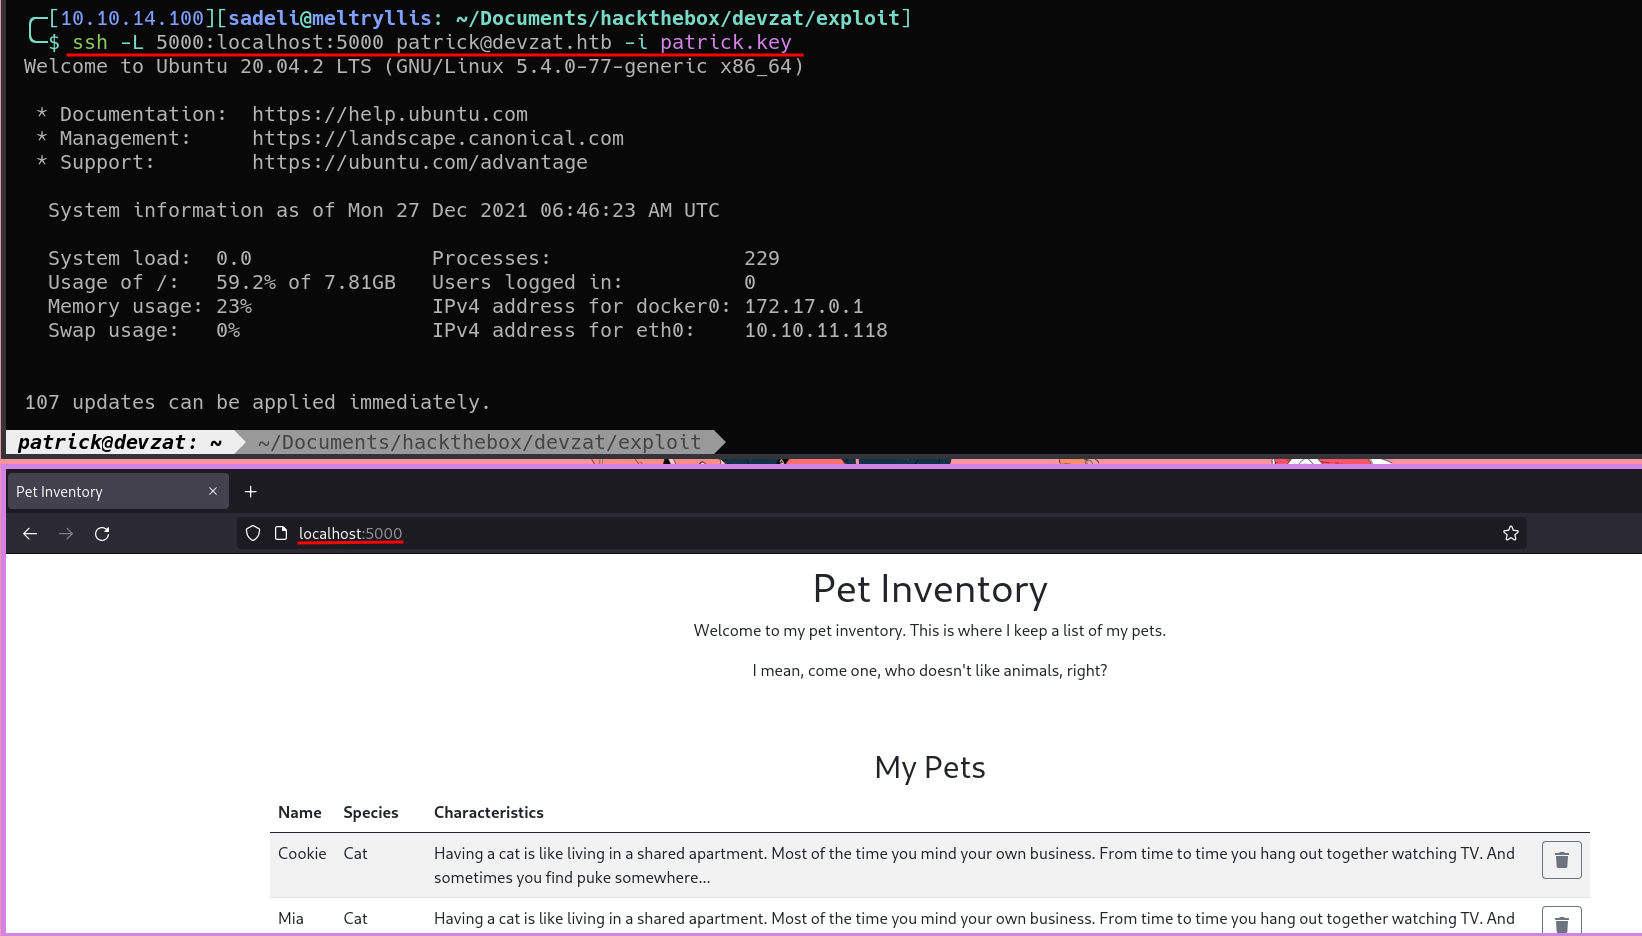 [10.10.14.100][sadeli@meltryllis: ~/Documents/hackthebox/devzat/exploit]
$ ssh -L 5000:localhost:5000 patrick@devzat.htb -i patrick.key
Welcome to Ubuntu 20.04.2 LTS (GNU/Linux 5.4.0-77-generic x86_64)
* Documentation:  https://help.ubuntu.com
* Management:     https://landscape.canonical.com
* Support:        https://ubuntu.com/advantage
System information as of Mon 27 Dec 2021 06:46:23 AM UTC
System load:  0.0               Processes:                229
Usage of /:   59.2% of 7.81GB   Users logged in:          0
Memory usage: 23%               IPv4 address for docker0: 172.17.0.1
Swap usage:   0%                IPv4 address for eth0:    10.10.11.118
107 updates can be applied immediately.
patrick@devzat: ~ ~/Documents/hackthebox/devzat/exploit
Pet Inventory
localhost:5000
Pet Inventory
Welcome to my pet inventory. This is where I keep a list of my pets.
I mean, come one, who doesn't like animals, right?
My Pets
Name Species Characteristics
Cookie Cat Having a cat is like living in a shared apartment. Most of the time you mind your own business. From time to time you hang out together watching TV. And
sometimes you find puke somewhere...
Mia Cat Having a cat is like living in a shared apartment. Most of the time you mind your own business. From time to time you hang out together watching TV. And